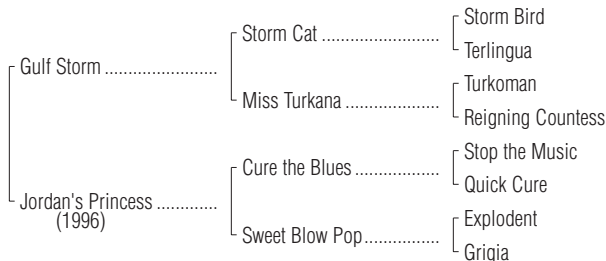 Storm Bird
Storm Cat ........................
Terlingua
Gulf Storm .......................
Turkoman
Miss Turkana ...................
Reigning Countess
Stop the Music
Cure the Blues .................
Quick Cure
Jordan's Princess .............
(1996)
Explodent
Sweet Blow Pop...............
Grigia